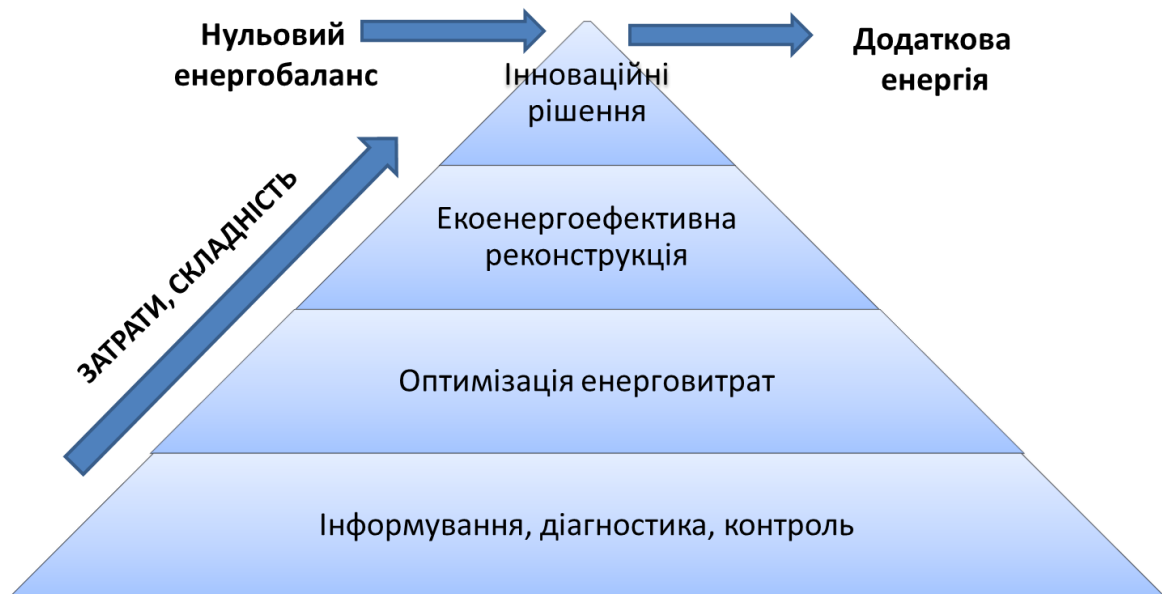 Нульовий
енергобаланс
Додаткова
енергія
Інноваційні
рішення
ЗАТРАТИ, СКЛАДНІСТЬ
Екоенергоефективна
реконструкція
Оптимізація енерговитрат
Інформування, діагностика, контроль